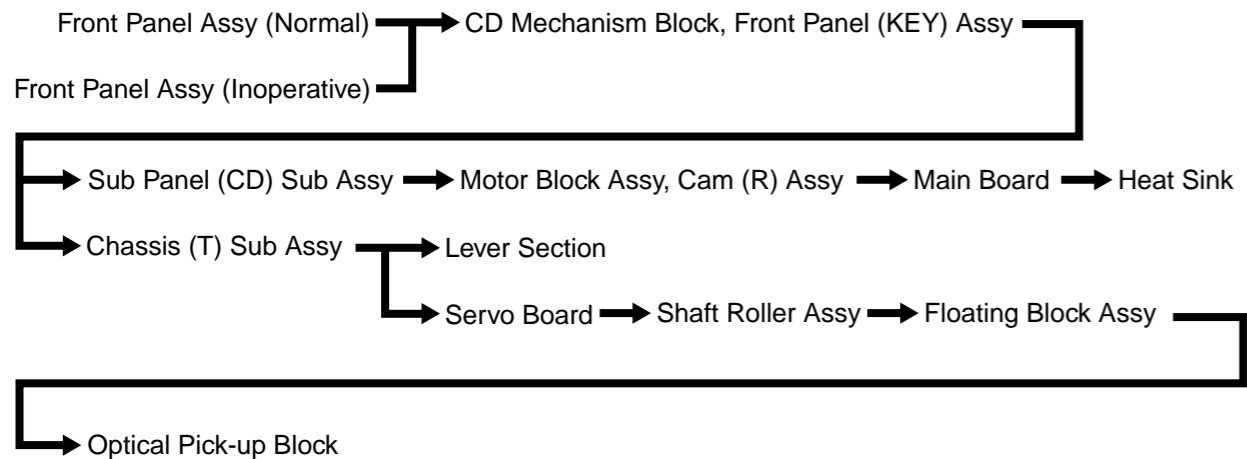 Front Panel Assy (Normal)
CD Mechanism Block, Front Panel (KEY) Assy
Front Panel Assy (Inoperative)
Sub Panel (CD) Sub Assy
Motor Block Assy, Cam (R) Assy
Main Board
Heat Sink
Chassis (T) Sub Assy
Lever Section
Servo Board
Shaft Roller Assy
Floating Block Assy
Optical Pick-up Block